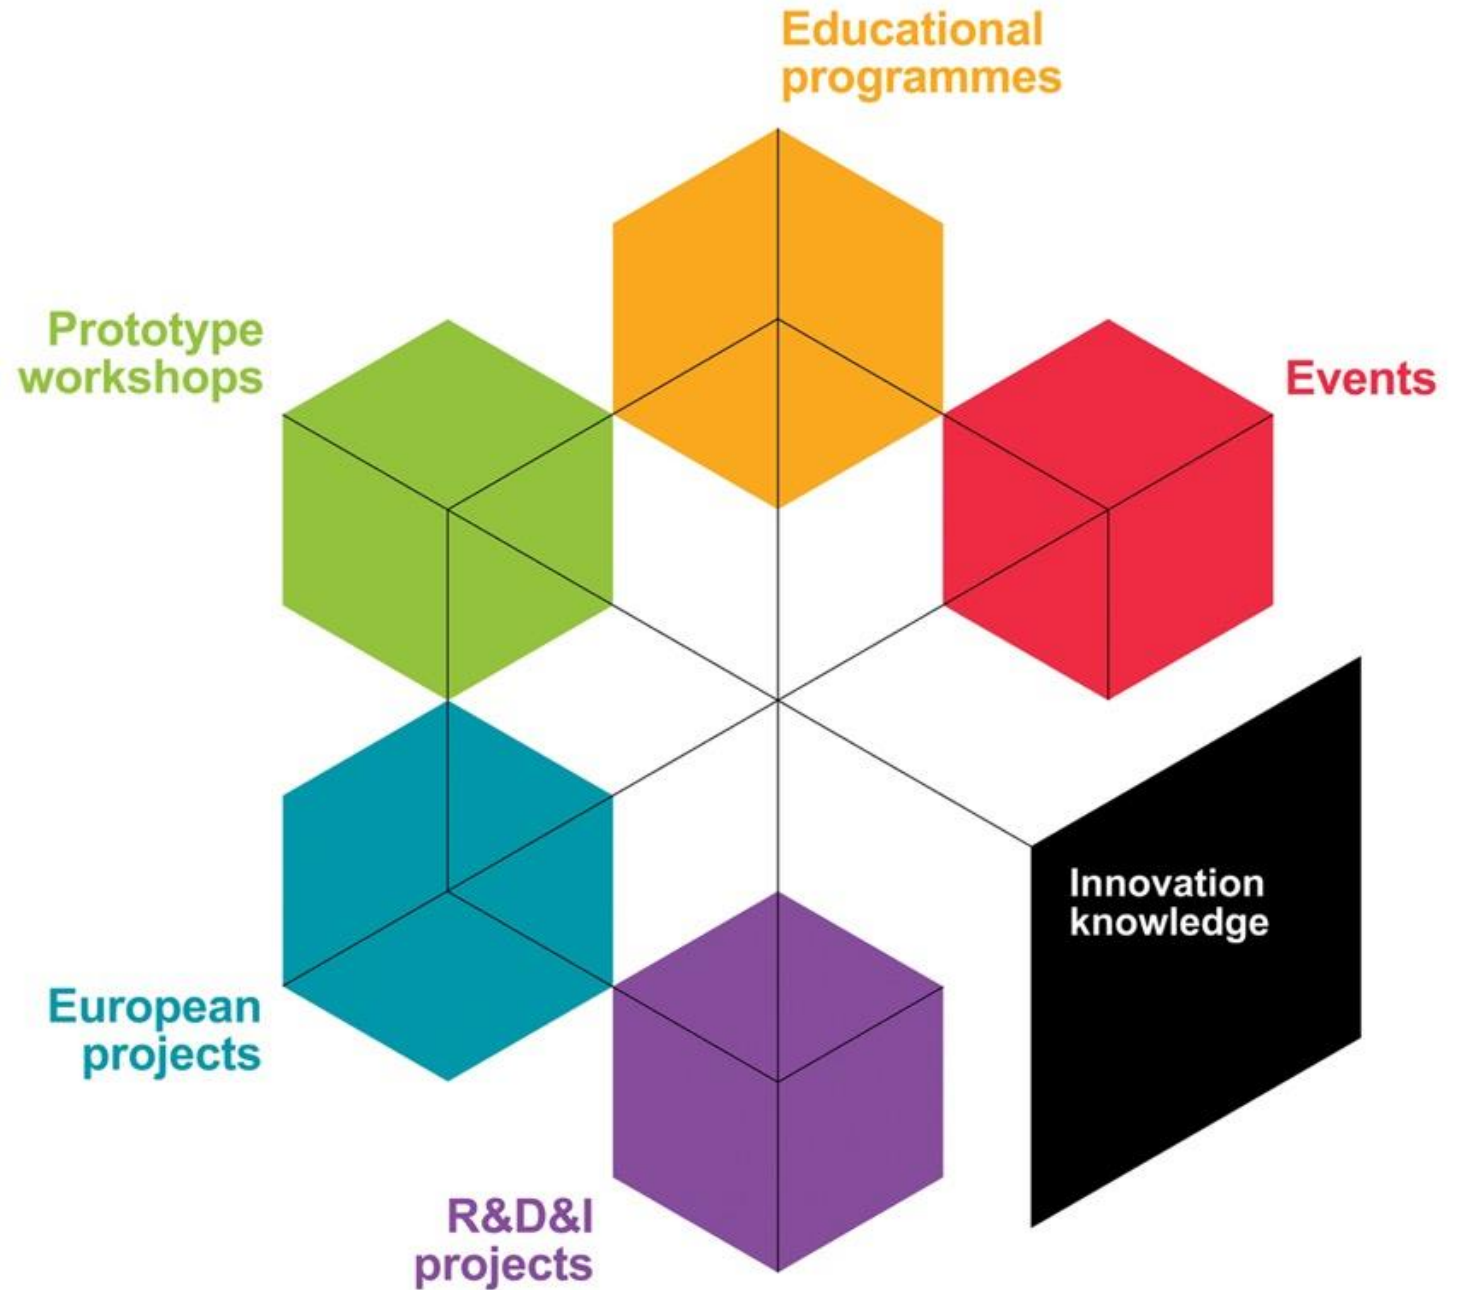 Educational
programmes
Prototype
workshops
Events
Innovation
knowledge
European
projects
R&D&I
projects